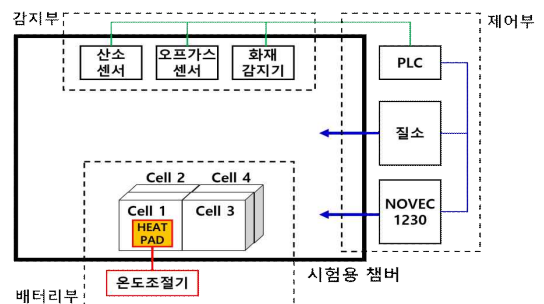 감지부
제어부
산소
센서
오프가스
센서
화재
감지기
PLC
질소
NOVEC
1230
Cell 2
Cell 4
Cell 1
Cell 3
HEAT
PAD
온도조절기
시험용 챔버
배터리부